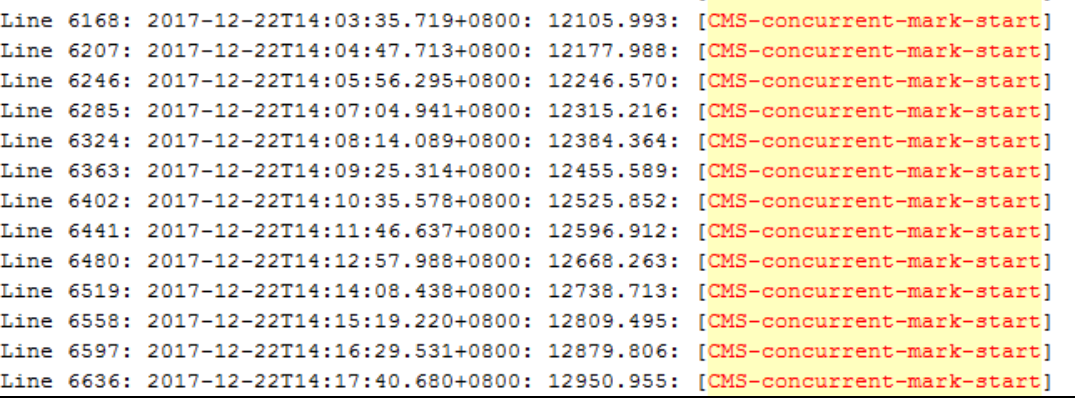 Line 6168: 2017-12-22T14:03:35.719+0800: 12105.993: [CMS-concurrent-mark-start]
Line 6207: 2017-12-22T14:04:47.713+0800: 12177.988: [CMS-concurrent-mark-start]
Line 6246: 2017-12-22T14:05:56.295+0800: 12246.570: [CMS-concurrent-mark-start]
Line 6285: 2017-12-22T14:07:04.941+0800: 12315.216: [CMS-concurrent-mark-start]
Line 6324: 2017-12-22T14:08:14.089+0800: 12384.364: [CMS-concurrent-mark-start]
Line 6363: 2017-12-22T14:09:25.314+0800: 12455.589: [CMS-concurrent-mark-start]
Line 6402: 2017-12-22T14:10:35.578+0800: 12525.852: [CMS-concurrent-mark-start]
Line 6441: 2017-12-22T14:11:46.637+0800: 12596.912: [CMS-concurrent-mark-start]
Line 6480: 2017-12-22T14:12:57.988+0800: 12668.263: [CMS-concurrent-mark-start]
Line 6519: 2017-12-22T14:14:08.438+0800: 12738.713: [CMS-concurrent-mark-start]
Line 6558: 2017-12-22T14:15:19.220+0800: 12809.495: [CMS-concurrent-mark-start]
Line 6597: 2017-12-22T14:16:29.531+0800: 12879.806: [CMS-concurrent-mark-start]
Line 6636: 2017-12-22T14:17:40.680+0800: 12950.955: [CMS-concurrent-mark-start]